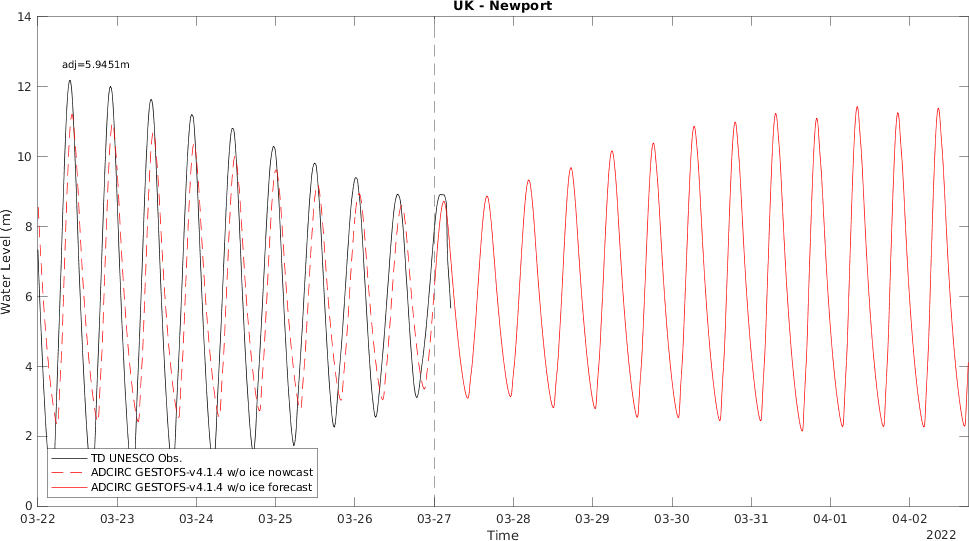 UK - Newport
14
12
10
8
6
4
2
0
Water Level (m)
adj=5.9451m
TD UNESCO Obs.
ADCIRC GESTOFS-v4.1.4 w/o ice nowcast
ADCIRC GESTOFS-v4.1.4 w/o ice forecast
03-22 03-23 03-24 03-25 03-26 03-27 03-28 03-29 03-30 03-31 04-01 04-02
Time
2022